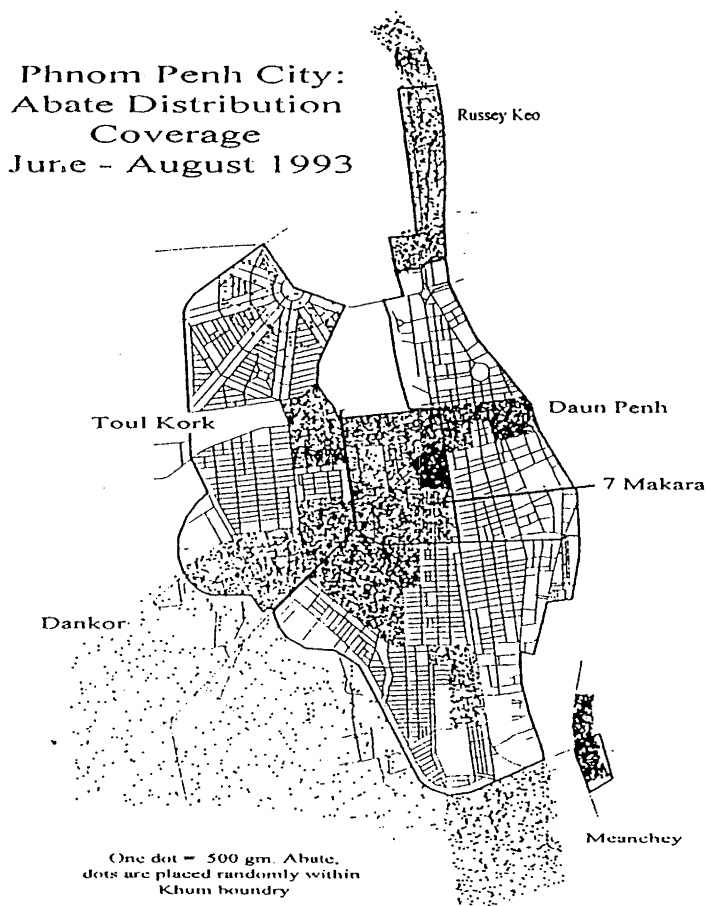 Phnom Penh City:
Abate Distribution
Coverage
June - August 1993
Russey Keo
Toul Kork
Daun Penh
7 Makara
Dankor
Meanchey
One dot = 500 gm. Abate,
dots are placed randomly within
Khum boundry